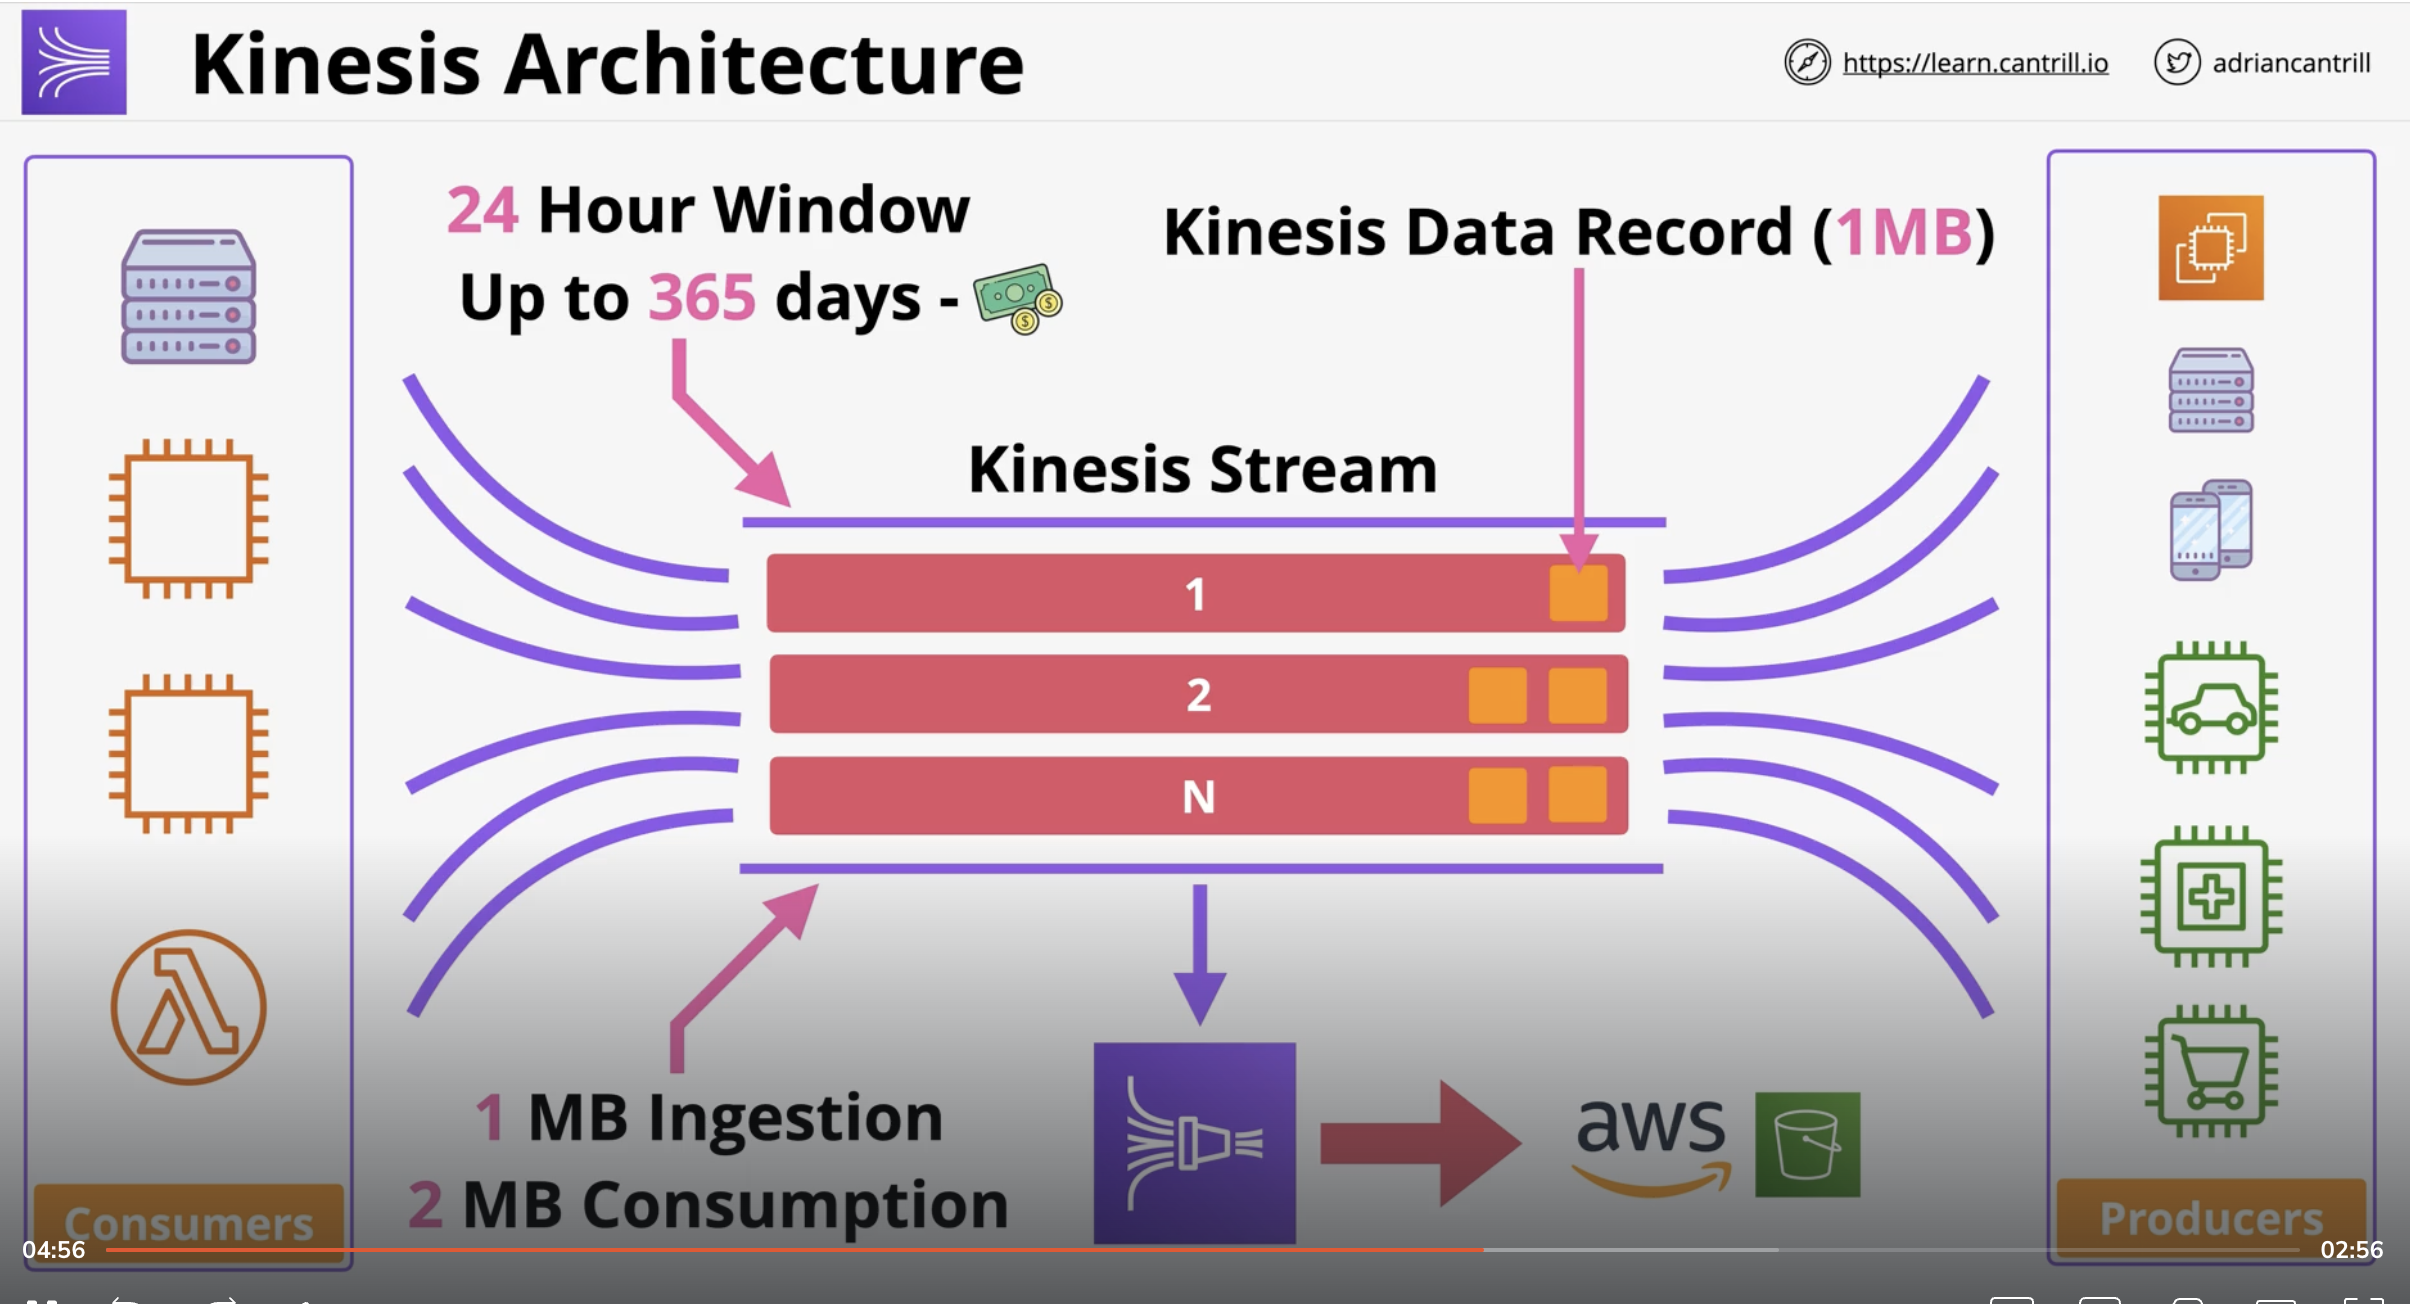 Kinesis Architecture
https://learn.cantrill.io
adriancantrill
24 Hour Window
Up to 365 days -
Kinesis Data Record (1MB)
Kinesis Stream
1
2
N
1 MB Ingestion
2 MB Consumption
aws
Consumers
Producers
04:56
02:56